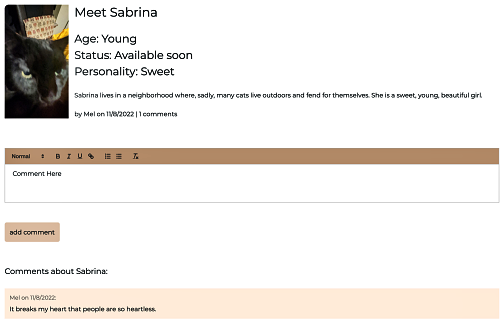 Meet Sabrina
Age: Young
Status: Available soon
Personality: Sweet
Sabrina lives in a neighborhood where, sadly, many cats live outdoors and fend for themselves. She is a sweet, young, beautiful girl.
by Mel on 11/8/2022 | 1 comments
Normal B I U
Comment Here
add comment
Comments about Sabrina:
Mel on 11/8/2022:
It breaks my heart that people are so heartless.